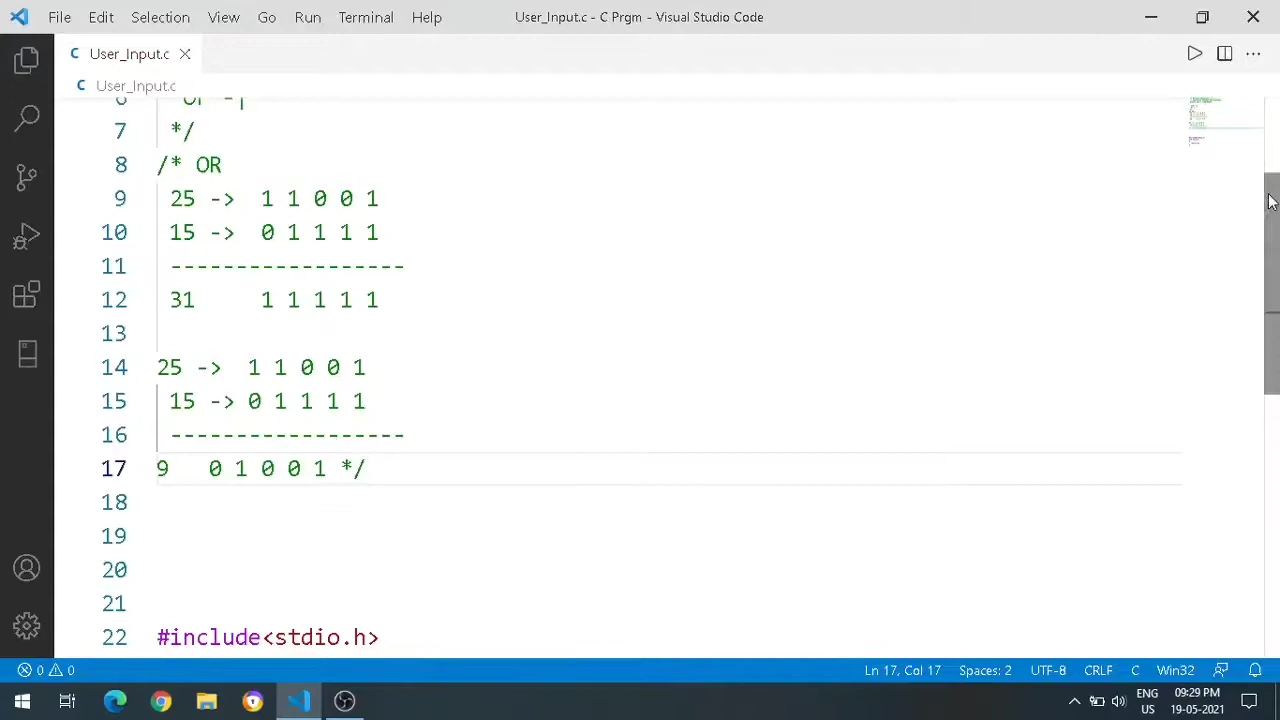 File Edit Selection View Go Run Terminal Help User_Input.c - C Prgm - Visual Studio Code
C User_Input.c
C User_Input.c
7 */
8 /* OR
9 25 -> 1 1 0 0 1
10 15 -> 0 1 1 1 1
11 ------------------
12 31 1 1 1 1 1
13
14 25 -> 1 1 0 0 1
15 15 -> 0 1 1 1 1
16 ------------------
17 9 0 1 0 0 1 */
18
19
20
21
22 #include<stdio.h>
0 0 Ln 17, Col 17 Spaces: 2 UTF-8 CRLF C Win32
ENG 09:29 PM
US 19-05-2021